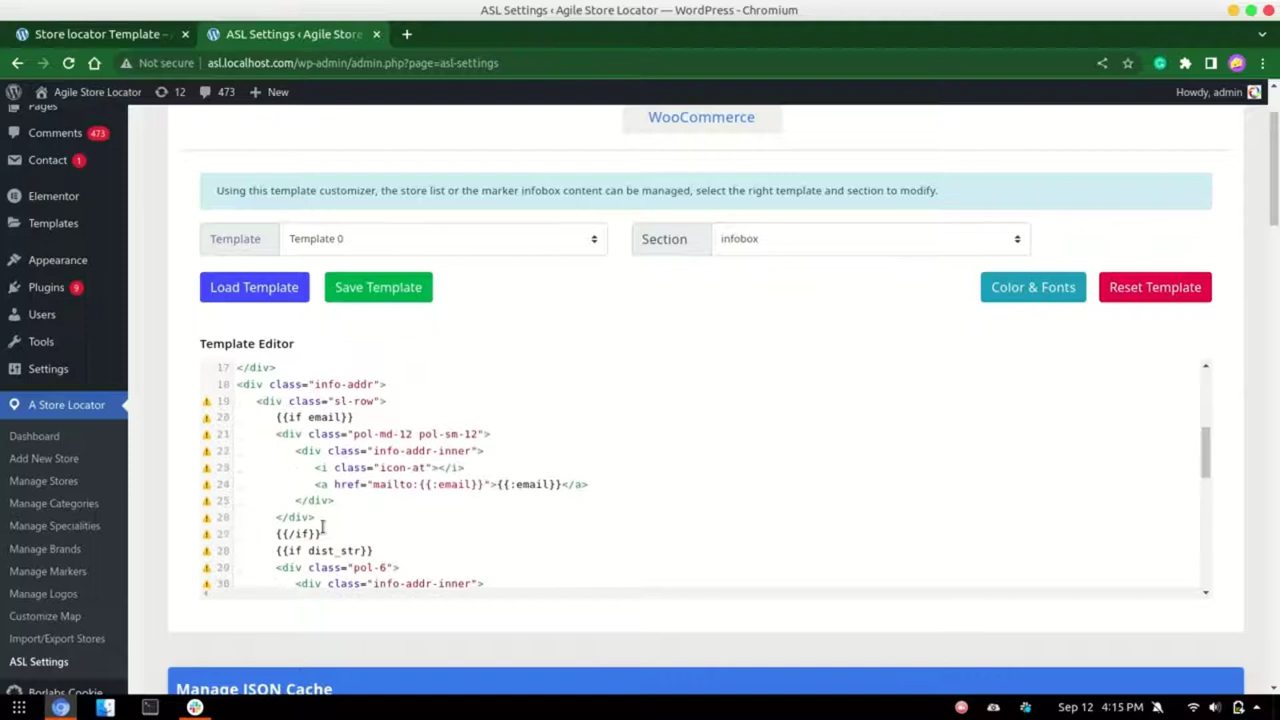 ASL Settings ‹ Agile Store Locator — WordPress - Chromium
Store locator Template –
ASL Settings ‹ Agile Store
Not secure
asl.localhost.com/wp-admin/admin.php?page=asl-settings
Agile Store Locator
12
473
New
Howdy, admin
Pages
Comments 473
Contact 1
Elementor
Templates
Appearance
Plugins 9
Users
Tools
Settings
A Store Locator
Dashboard
Add New Store
Manage Stores
Manage Categories
Manage Specialities
Manage Brands
Manage Markers
Manage Logos
Customize Map
Import/Export Stores
ASL Settings
Borlabs Cookie
WooCommerce
Using this template customizer, the store list or the marker infobox content can be managed, select the right template and section to modify.
Template Template 0
Section infobox
Load Template
Save Template
Color & Fonts
Reset Template
Template Editor
17 </div>
18 <div class="info-addr">
19 <div class="sl-row">
20 {{if email}}
21 <div class="pol-md-12 pol-sm-12">
22 <div class="info-addr-inner">
23 <i class="icon-at"></i>
24 <a href="mailto:{{:email}}">{{:email}}</a>
25 </div>
28 </div>
29 {{/if}}
28 {{if dist_str}}
29 <div class="pol-6">
30 <div class="info-addr-inner">
Manage JSON Cache
Sep 12 4:15 PM